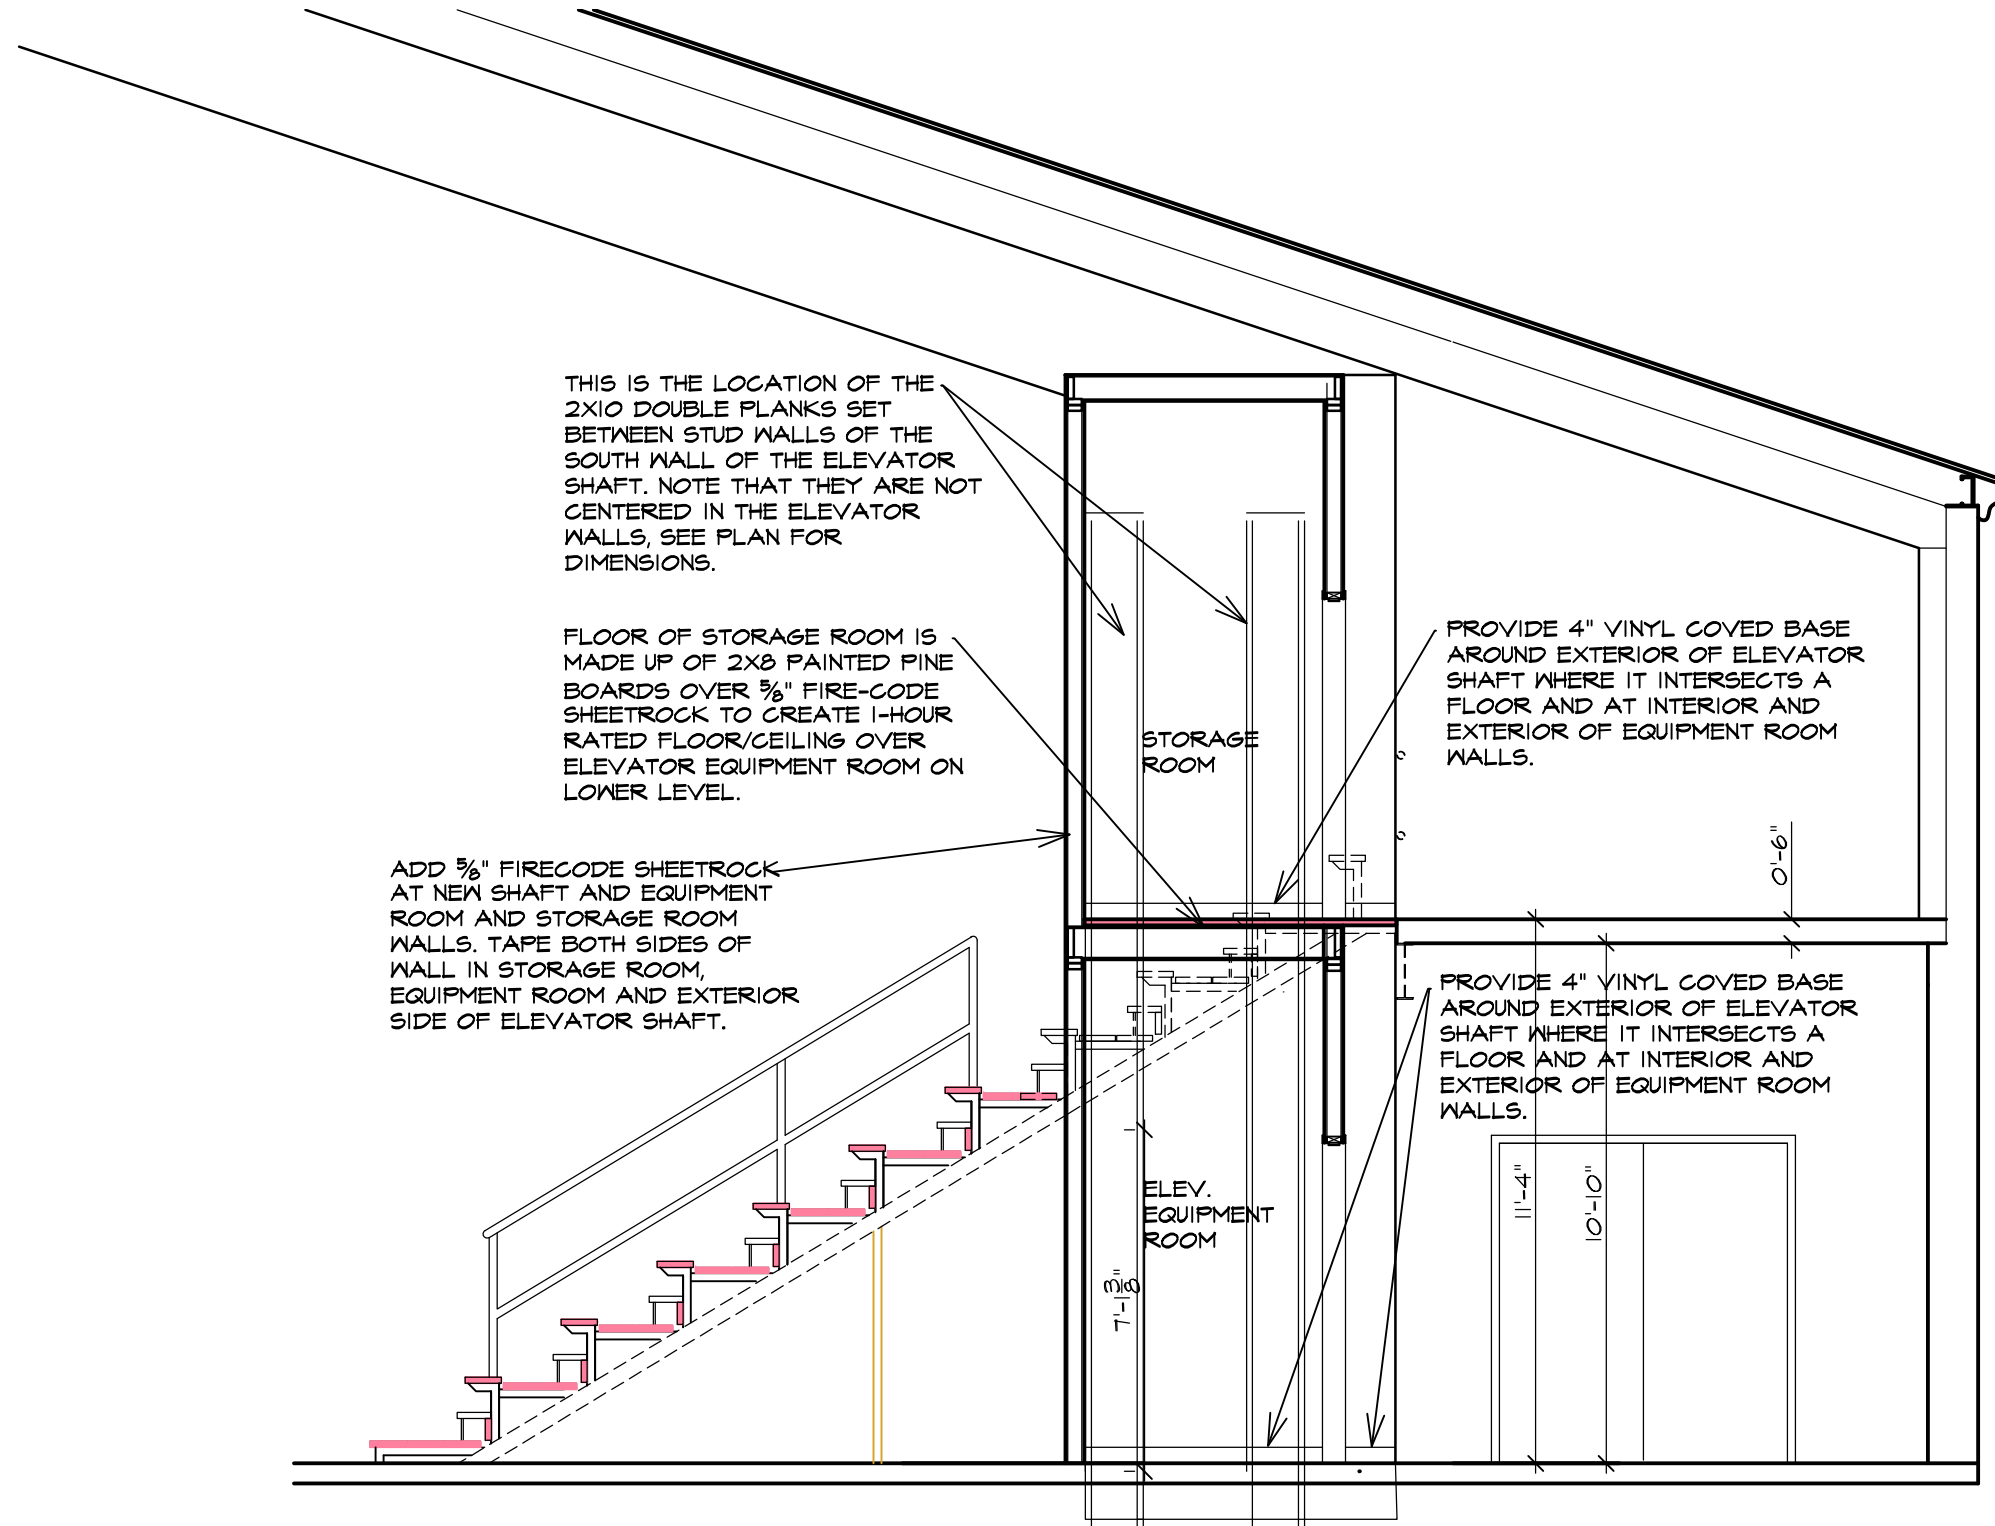 THIS IS THE LOCATION OF THE
2X10 DOUBLE PLANKS SET
BETWEEN STUD WALLS OF THE
SOUTH WALL OF THE ELEVATOR
SHAFT. NOTE THAT THEY ARE NOT
CENTERED IN THE ELEVATOR
WALLS, SEE PLAN FOR
DIMENSIONS.
FLOOR OF STORAGE ROOM IS
MADE UP OF 2X8 PAINTED PINE
BOARDS OVER ⅝" FIRE-CODE
SHEETROCK TO CREATE 1-HOUR
RATED FLOOR/CEILING OVER
ELEVATOR EQUIPMENT ROOM ON
LOWER LEVEL.
ADD ⅝" FIRECODE SHEETROCK
AT NEW SHAFT AND EQUIPMENT
ROOM AND STORAGE ROOM
WALLS. TAPE BOTH SIDES OF
WALL IN STORAGE ROOM,
EQUIPMENT ROOM AND EXTERIOR
SIDE OF ELEVATOR SHAFT.
STORAGE
ROOM
PROVIDE 4" VINYL COVED BASE
AROUND EXTERIOR OF ELEVATOR
SHAFT WHERE IT INTERSECTS A
FLOOR AND AT INTERIOR AND
EXTERIOR OF EQUIPMENT ROOM
WALLS.
0'-6"
PROVIDE 4" VINYL COVED BASE
AROUND EXTERIOR OF ELEVATOR
SHAFT WHERE IT INTERSECTS A
FLOOR AND AT INTERIOR AND
EXTERIOR OF EQUIPMENT ROOM
WALLS.
ELEV.
EQUIPMENT
ROOM
7'-1⅜"
11'-4"
10'-10"